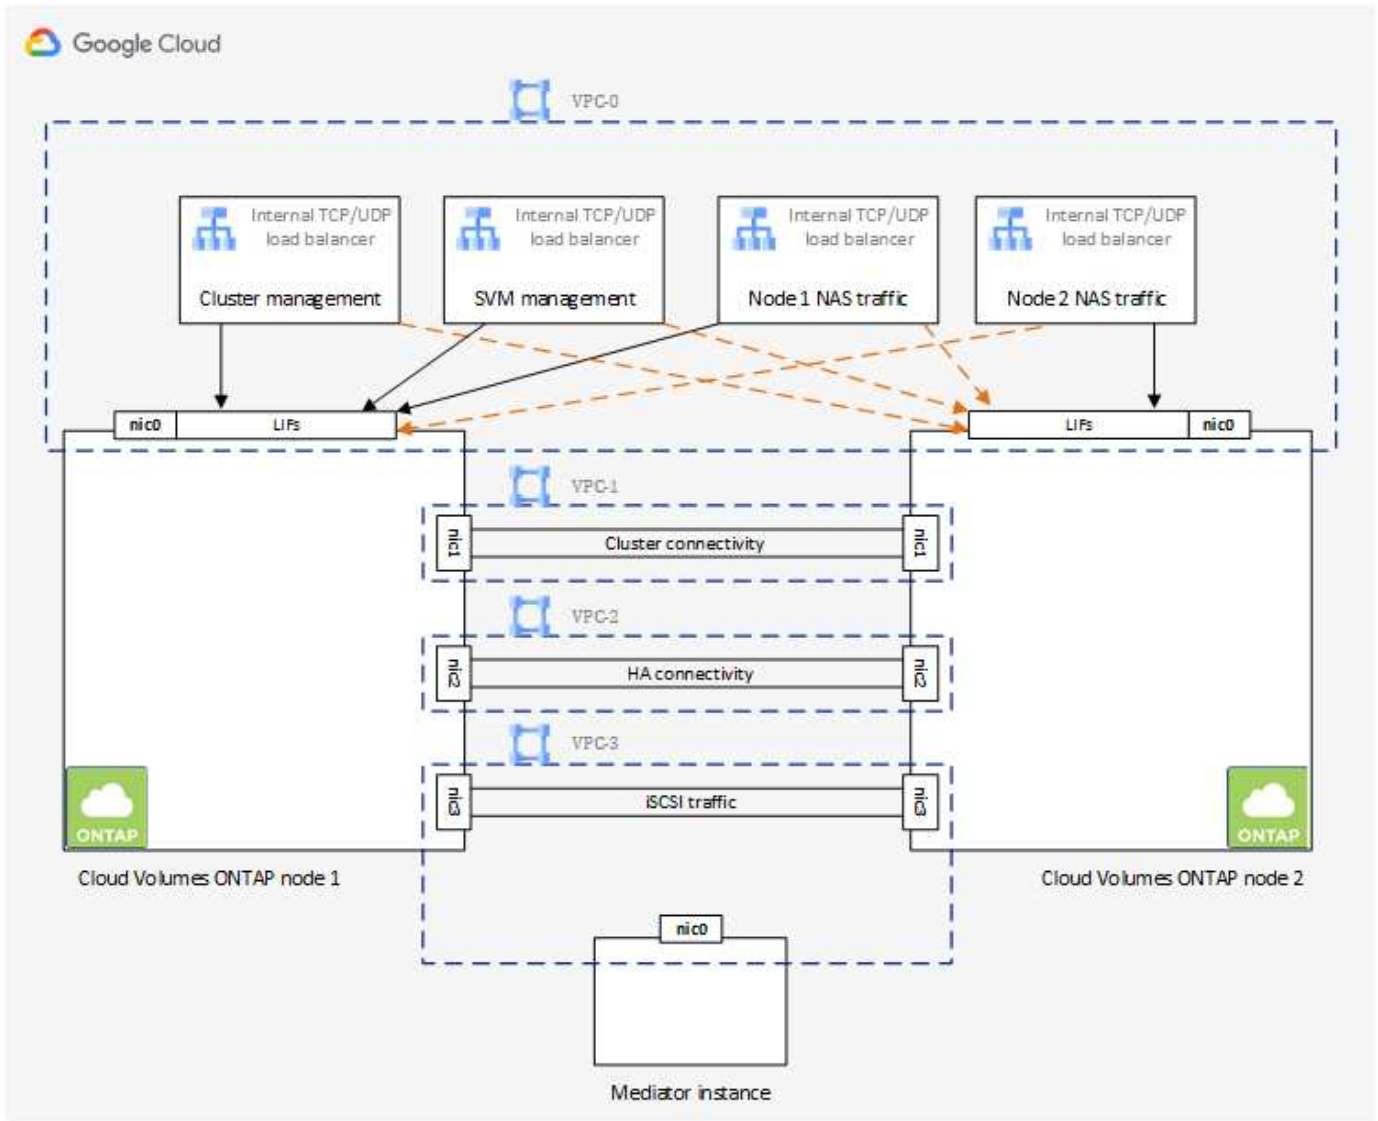 Google Cloud
VPC-0
Internal TCP/UDP
load balancer
Cluster management
Internal TCP/UDP
load balancer
SVM management
Internal TCP/UDP
load balancer
Node 1 NAS traffic
Internal TCP/UDP
load balancer
Node 2 NAS traffic
nic0
LIFs
LIFs
nic0
VPC-1
nic1
Cluster connectivity
nic1
VPC-2
nic2
HA connectivity
nic2
VPC-3
nic3
iSCSI traffic
nic3
ONTAP
ONTAP
Cloud Volumes ONTAP node 1
Cloud Volumes ONTAP node 2
nic0
Mediator instance